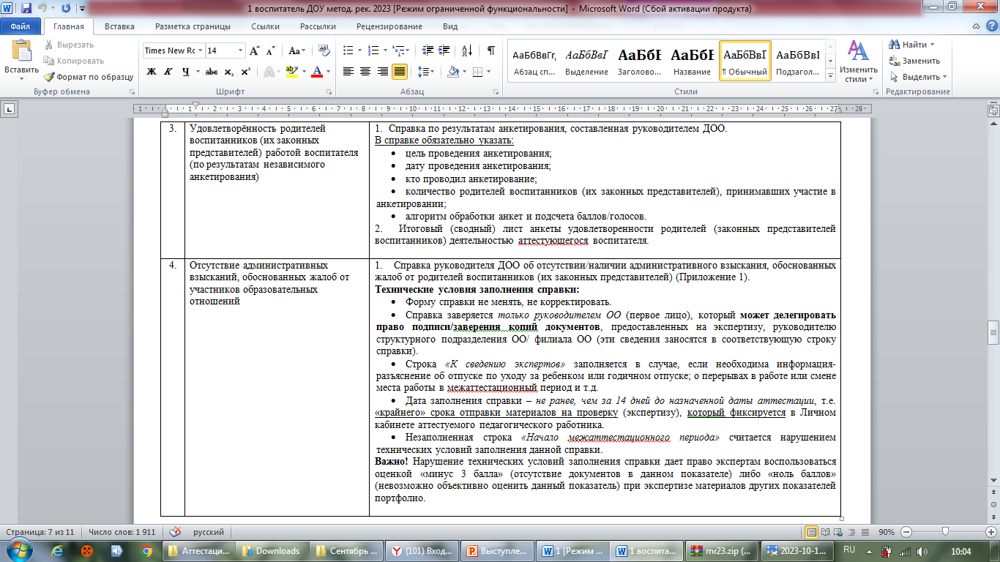 1 воспитатель ДОУ метод. рек. 2023 [Режим ограниченной функциональности] - Microsoft Word (Сбой активации продукта)
Файл Главная Вставка Разметка страницы Ссылки Рассылки Рецензирование Вид
Вставить
Вырезать
Копировать
Формат по образцу
Буфер обмена
Times New Ro 14
Ж К Ч abc x₂ x²
Шрифт
Абзац
АаБбВвГг, АаБбВвГ АаБбЕ АаБбЕ АаБбВвГ АаБбВвІ
Абзац сп... Выделение Заголово... Название ¶ Обычный Подзагол...
Стили
Изменить стили
Найти
Заменить
Выделить
Редактирование
3. Удовлетворённость родителей
воспитанников (их законных
представителей) работой воспитателя
(по результатам независимого
анкетирования)
1. Справка по результатам анкетирования, составленная руководителем ДОО.
В справке обязательно указать:
• цель проведения анкетирования;
• дату проведения анкетирования;
• кто проводил анкетирование;
• количество родителей воспитанников (их законных представителей), принимавших участие в
анкетировании;
• алгоритм обработки анкет и подсчета баллов/голосов.
2. Итоговый (сводный) лист анкеты удовлетворенности родителей (законных представителей
воспитанников) деятельностью аттестующегося воспитателя.
4. Отсутствие административных
взысканий, обоснованных жалоб от
участников образовательных
отношений
1. Справка руководителя ДОО об отсутствии/наличии административного взыскания, обоснованных
жалоб от родителей воспитанников (их законных представителей) (Приложение 1).
Технические условия заполнения справки:
• Форму справки не менять, не корректировать.
• Справка заверяется только руководителем ОО (первое лицо), который может делегировать
право подписи/заверения копий документов, предоставленных на экспертизу, руководителю
структурного подразделения ОО/ филиала ОО (эти сведения заносятся в соответствующую строку
справки).
• Строка «К сведению экспертов» заполняется в случае, если необходима информация-
разъяснение об отпуске по уходу за ребенком или годичном отпуске; о перерывах в работе или смене
места работы в межаттестационный период и т.д.
• Дата заполнения справки – не ранее, чем за 14 дней до назначенной даты аттестации, т.е.
«крайнего» срока отправки материалов на проверку (экспертизу), который фиксируется в Личном
кабинете аттестуемого педагогического работника.
• Незаполненная строка «Начало межаттестационного периода» считается нарушением
технических условий заполнения данной справки.
Важно! Нарушение технических условий заполнения справки дает право экспертам воспользоваться
оценкой «минус 3 балла» (отсутствие документов в данном показателе) либо «ноль баллов»
(невозможно объективно оценить данный показатель) при экспертизе материалов других показателей
портфолио.
Страница: 7 из 11 Число слов: 1 911 русский 90%
Аттестаци... Downloads Сентябрь ... (101) Вход... Выступле... 1 [Режим ... 1 воспита... mr23.zip (... 2023-10-1... RU 10:04